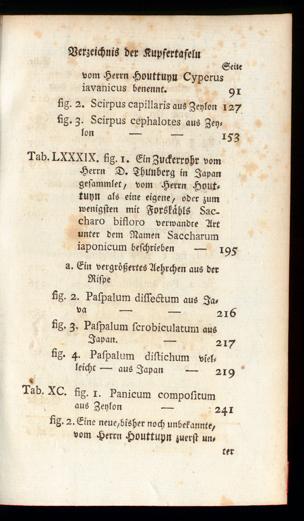 Verzeichnis der Kupfertafeln
Seite
vom Herrn Houttuyn Cyperus
iavanicus benennt. 91
fig. 2. Scirpus capillaris aus Zeylon 127
fig. 3. Scirpus cephalotes aus Zey-
lon — — 153
Tab. LXXXIX. fig. 1. Ein Zuckerrohr vom
Herrn D. Thunberg in Japan
gesammlet, vom Herrn Hout-
tuyn als eine eigene, oder zum
wenigsten mit Forskåhls Sac-
charo bifloro verwandte Art
unter dem Namen Saccharum
iaponicum beschrieben — 195
a. Ein vergrößertes Aehrchen aus der
Rispe
fig. 2. Paspalum dissectum aus Ja-
va — — 216
fig. 3. Paspalum scrobiculatum aus
Japan. — 217
fig. 4. Paspalum distichum viel-
leicht — aus Japan — 219
Tab. XC. fig. 1. Panicum compositum
aus Zeylon — 241
fig. 2. Eine neue, bisher noch unbekannte,
vom Herrn Houttuyn zuerst un-
ter